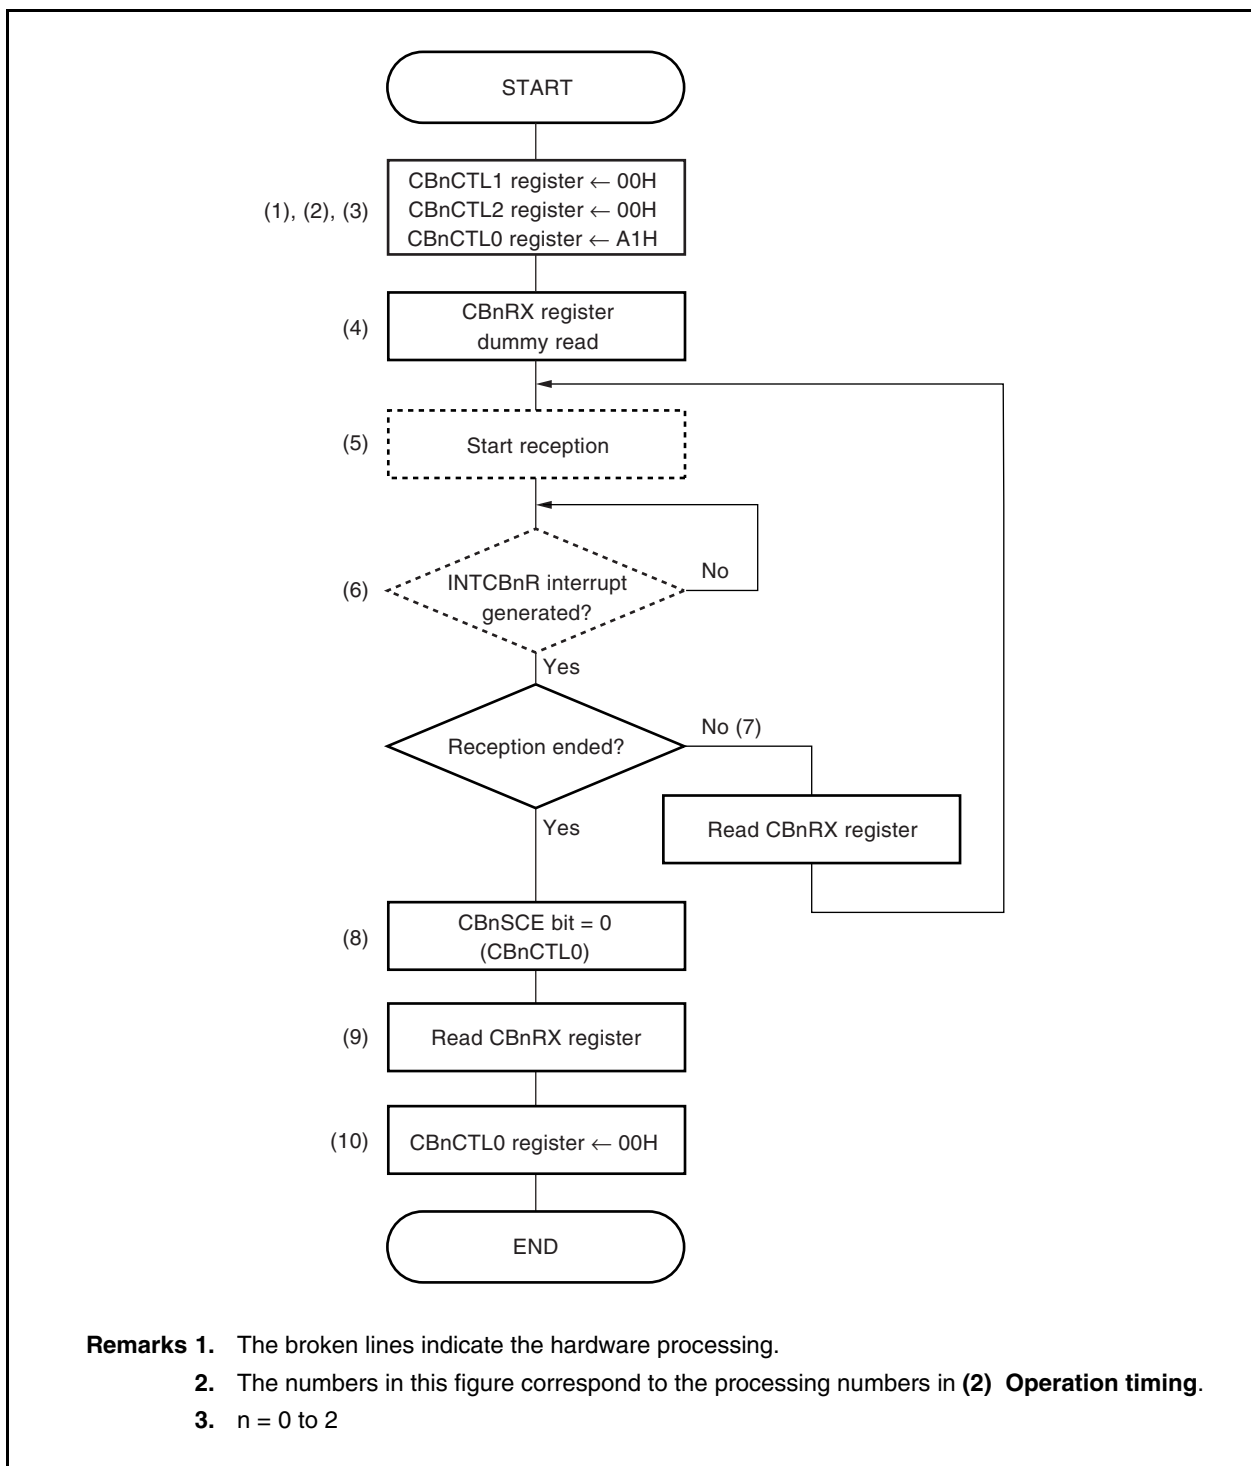 START
(1), (2), (3)
CBnCTL1 register ← 00H
CBnCTL2 register ← 00H
CBnCTL0 register ← A1H
(4)
CBnRX register
dummy read
(5)
Start reception
(6)
INTCBnR interrupt
generated?
No
Yes
Reception ended?
No (7)
Read CBnRX register
Yes
(8)
CBnSCE bit = 0
(CBnCTL0)
(9)
Read CBnRX register
(10)
CBnCTL0 register ← 00H
END
Remarks 1. The broken lines indicate the hardware processing.
2. The numbers in this figure correspond to the processing numbers in (2) Operation timing.
3. n = 0 to 2